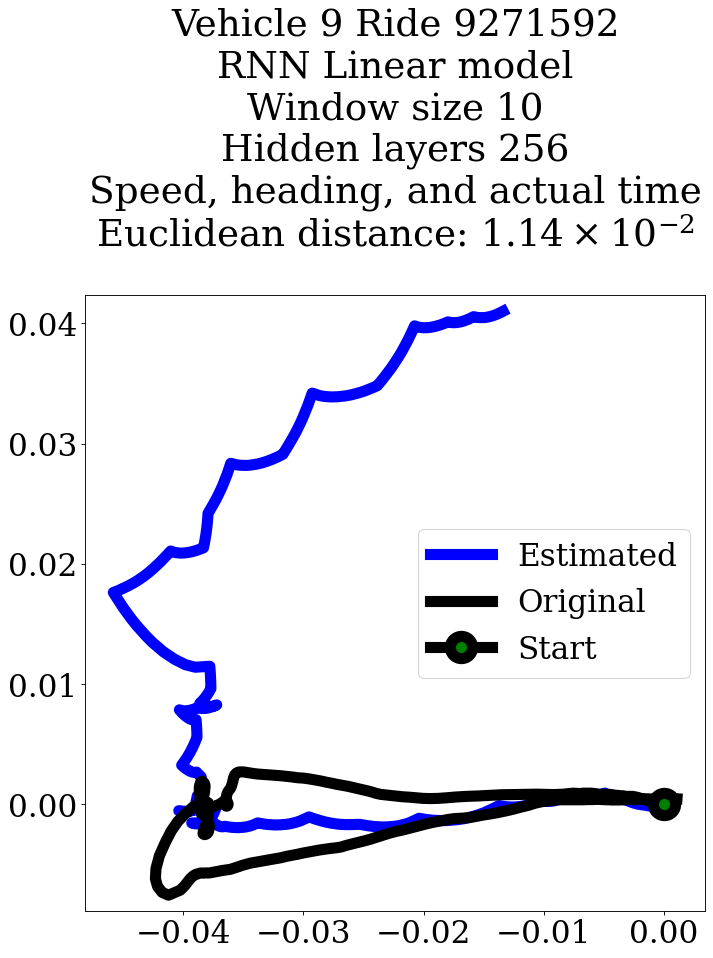 Vehicle 9 Ride 9271592
RNN Linear model
Window size 10
Hidden layers 256
Speed, heading, and actual time
Euclidean distance: 1.14 × 10⁻²
0.04
0.03
0.02
0.01
0.00
Estimated
Original
Start
−0.04 −0.03 −0.02 −0.01 0.00